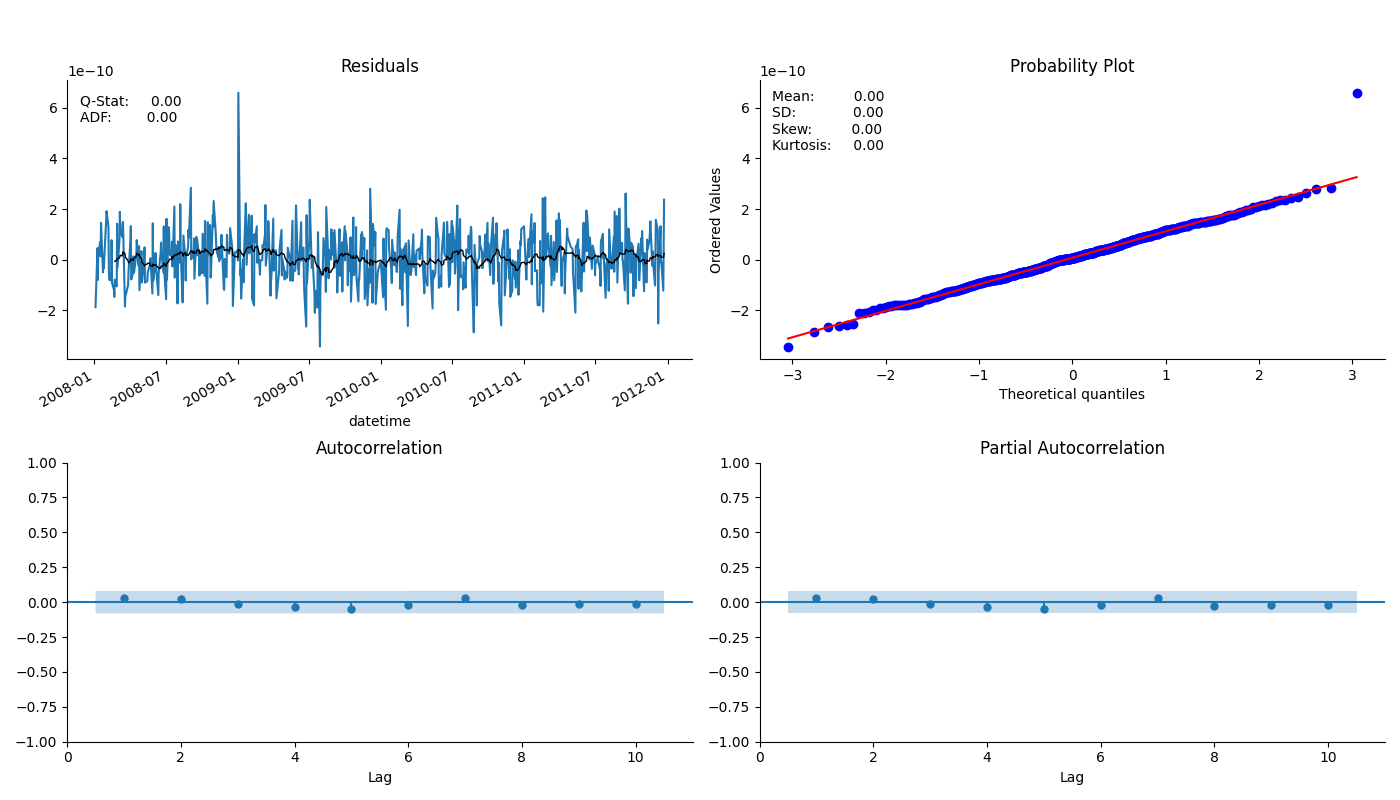 Residuals
1e−10
Q-Stat: 0.00
ADF: 0.00
6
4
2
0
−2
2008-01
2008-07
2009-01
2009-07
2010-01
2010-07
2011-01
2011-07
2012-01
datetime
Probability Plot
1e−10
Mean: 0.00
SD: 0.00
Skew: 0.00
Kurtosis: 0.00
Ordered Values
6
4
2
0
−2
−3 −2 −1 0 1 2 3
Theoretical quantiles
Autocorrelation
1.00
0.75
0.50
0.25
0.00
−0.25
−0.50
−0.75
−1.00
0 2 4 6 8 10
Lag
Partial Autocorrelation
1.00
0.75
0.50
0.25
0.00
−0.25
−0.50
−0.75
−1.00
0 2 4 6 8 10
Lag